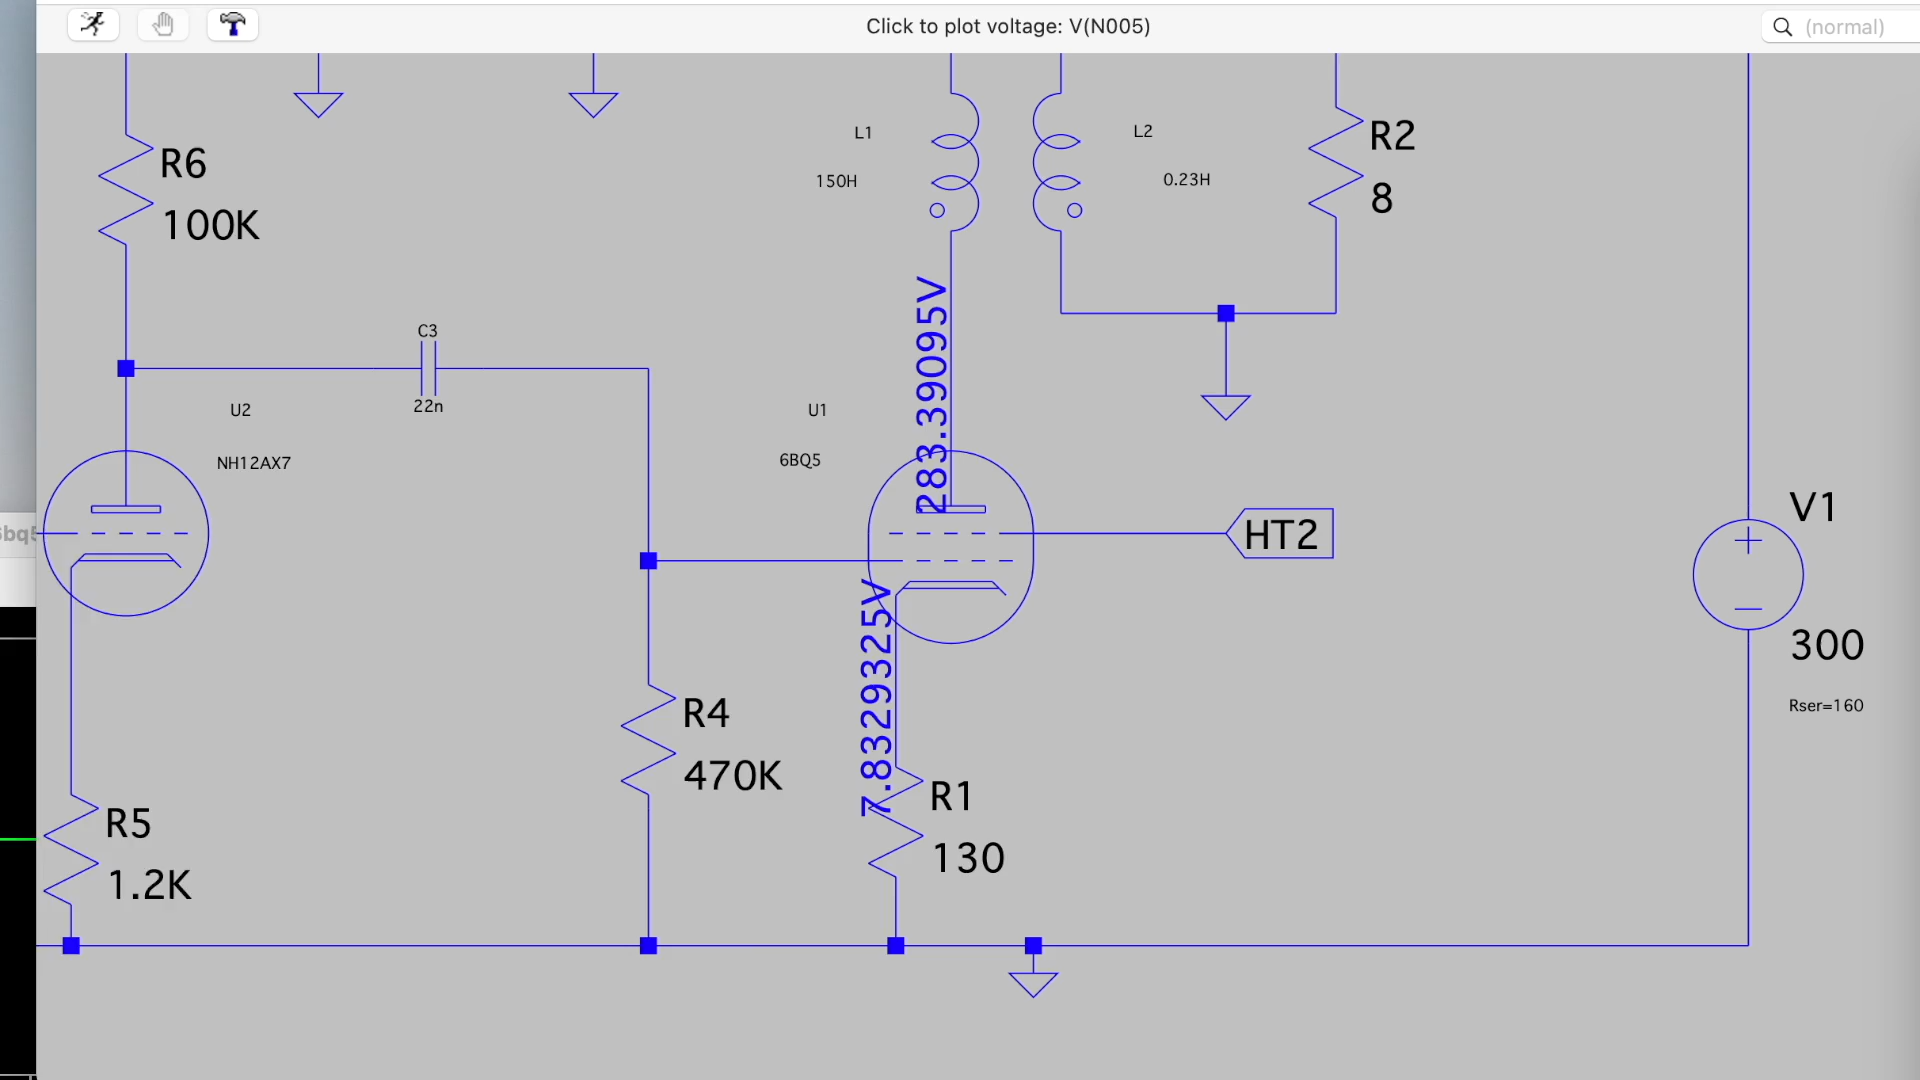 Click to plot voltage: V(N005)
(normal)
R6
100K
L1
150H
L2
0.23H
R2
8
C3
22n
U2
NH12AX7
U1
6BQ5
283.39095V
HT2
7.8329325V
V1
300
Rser=160
R4
470K
R1
130
R5
1.2K